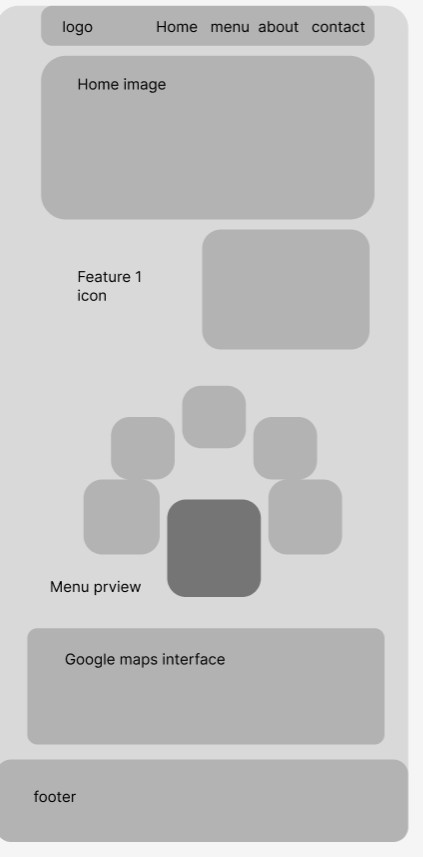 logo Home menu about contact
Home image
Feature 1
icon
Menu prview
Google maps interface
footer